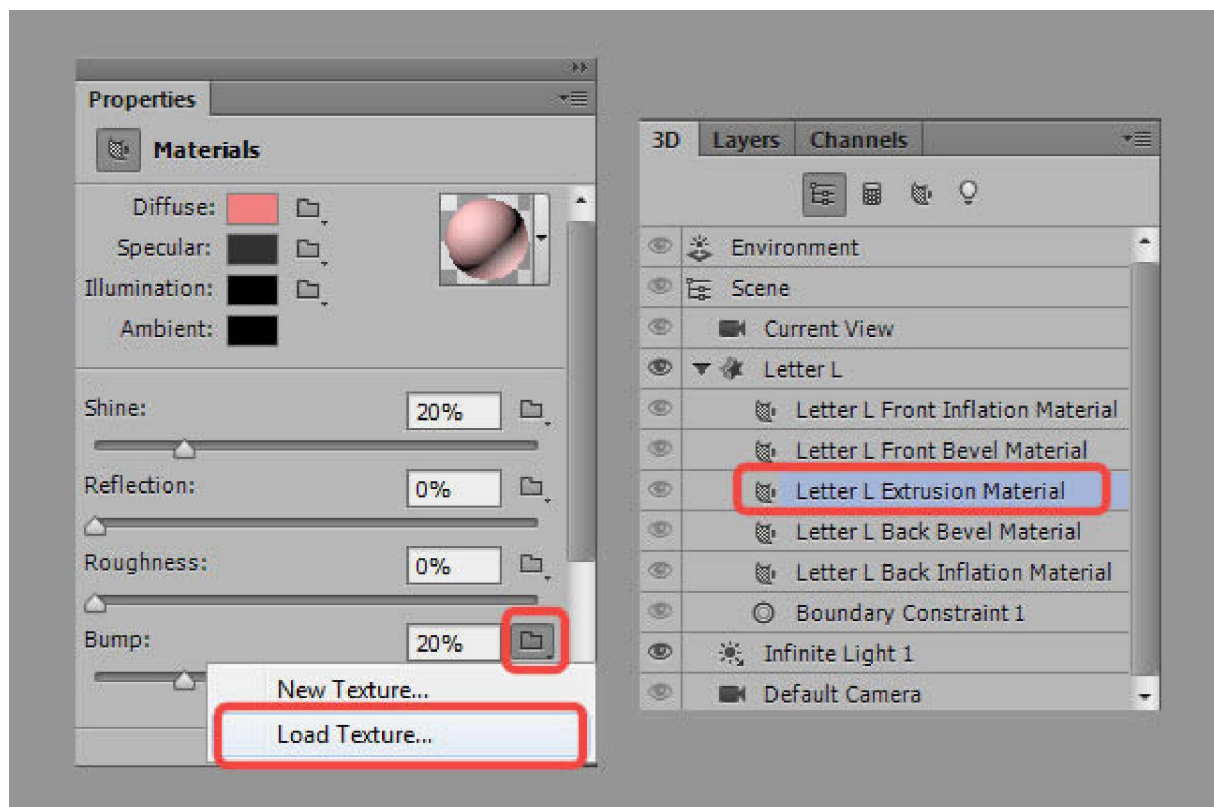 Properties
Materials
Diffuse:
Specular:
Illumination:
Ambient:
Shine: 20%
Reflection: 0%
Roughness: 0%
Bump: 20%
New Texture...
Load Texture...
3D Layers Channels
Environment
Scene
Current View
Letter L
Letter L Front Inflation Material
Letter L Front Bevel Material
Letter L Extrusion Material
Letter L Back Bevel Material
Letter L Back Inflation Material
Boundary Constraint 1
Infinite Light 1
Default Camera